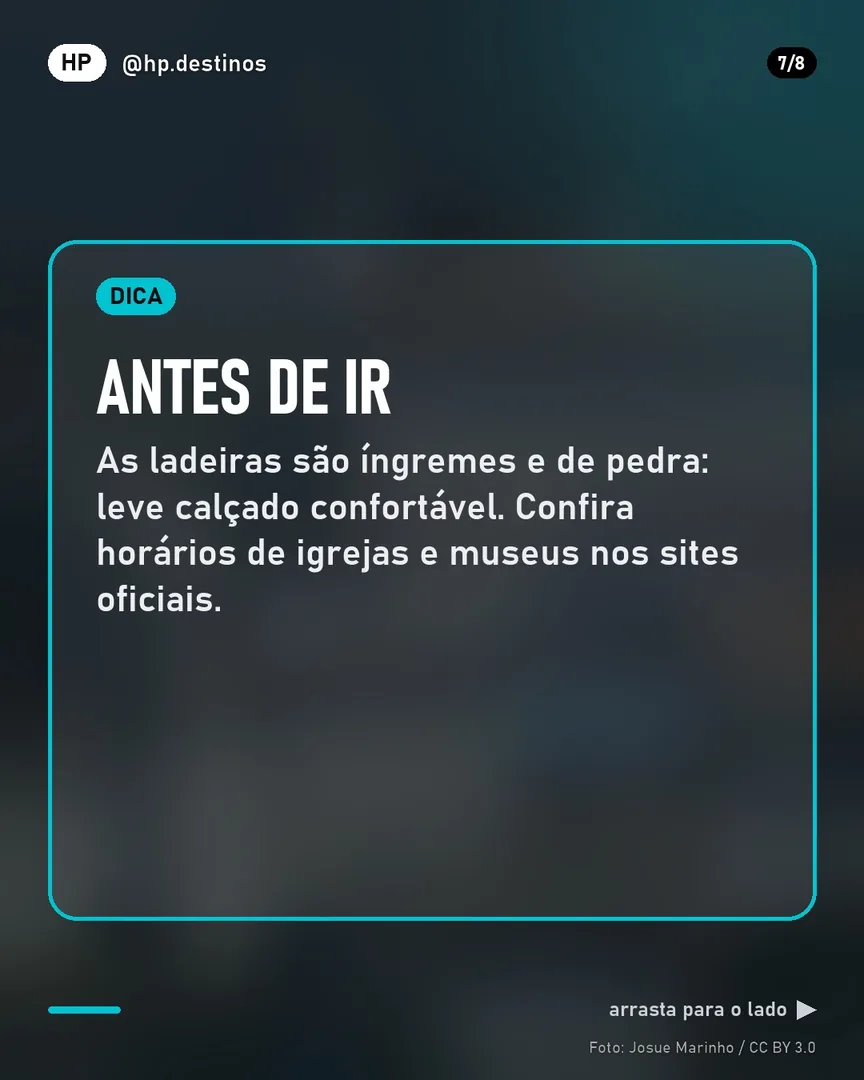 HP @hp.destinos
7/8
DICA
ANTES DE IR
As ladeiras são íngremes e de pedra:
leve calçado confortável. Confira
horários de igrejas e museus nos sites
oficiais.
arrasta para o lado ▶
Foto: Josue Marinho / CC BY 3.0